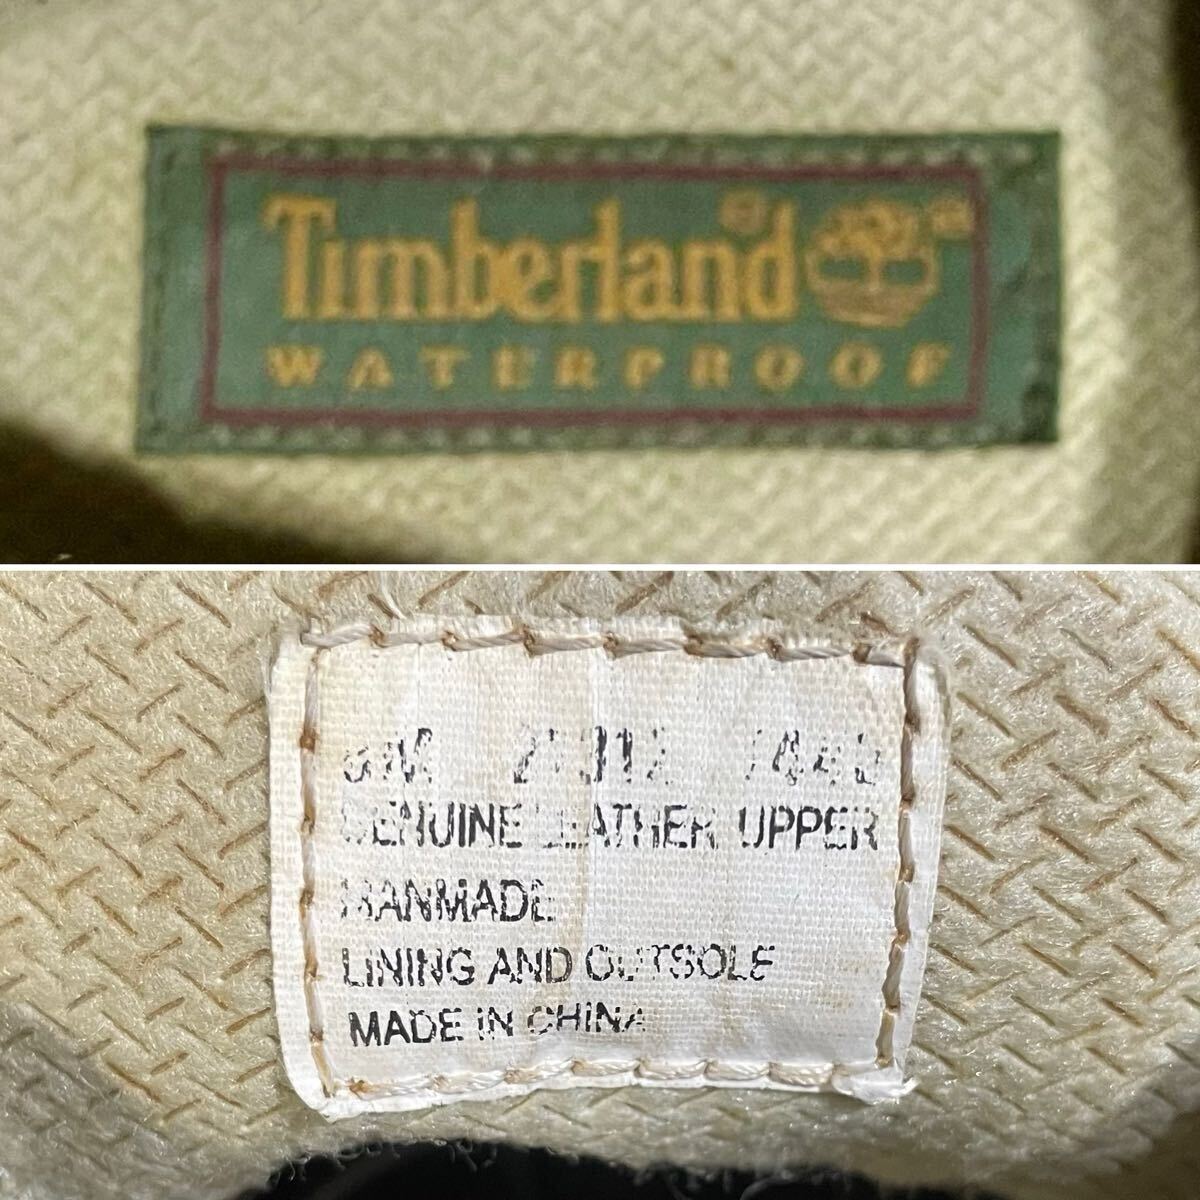 Timberland®
WATERPROOF
GENUINE LEATHER UPPER
MANMADE
LINING AND OUTSOLE
MADE IN CHINA